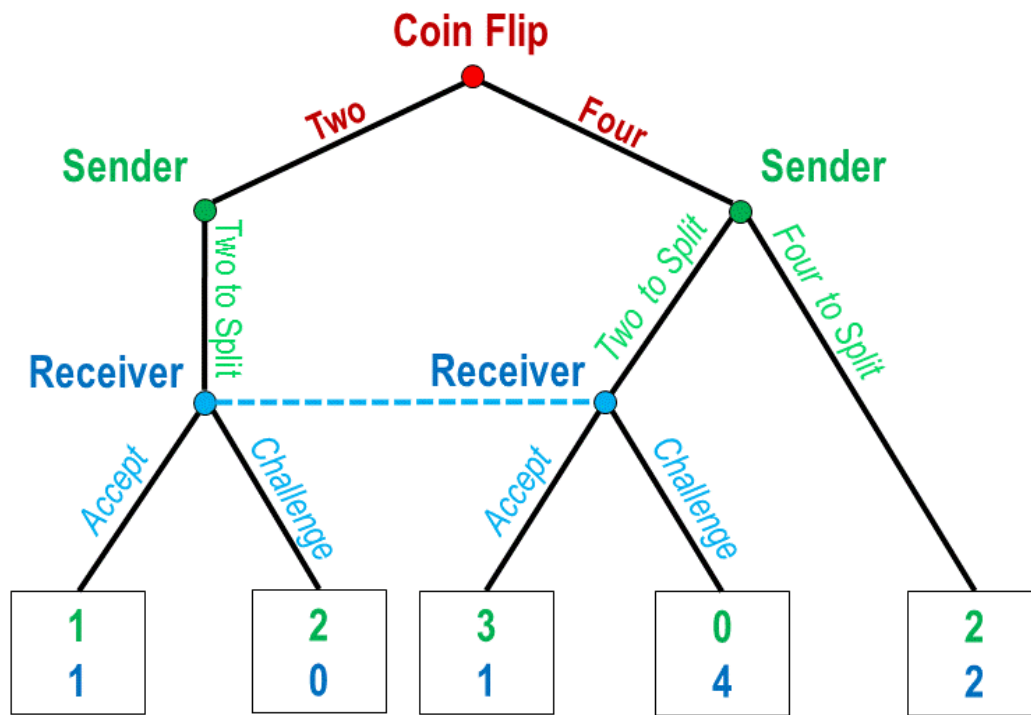 Coin Flip
Two
Four
Sender
Sender
Two to Split
Two to Split
Four to Split
Receiver
Receiver
Accept
Challenge
Accept
Challenge
1
1
2
0
3
1
0
4
2
2